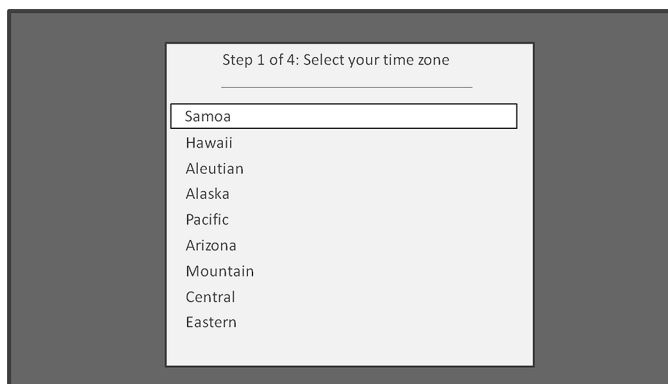 Step 1 of 4: Select your time zone
Samoa
Hawaii
Aleutian
Alaska
Pacific
Arizona
Mountain
Central
Eastern